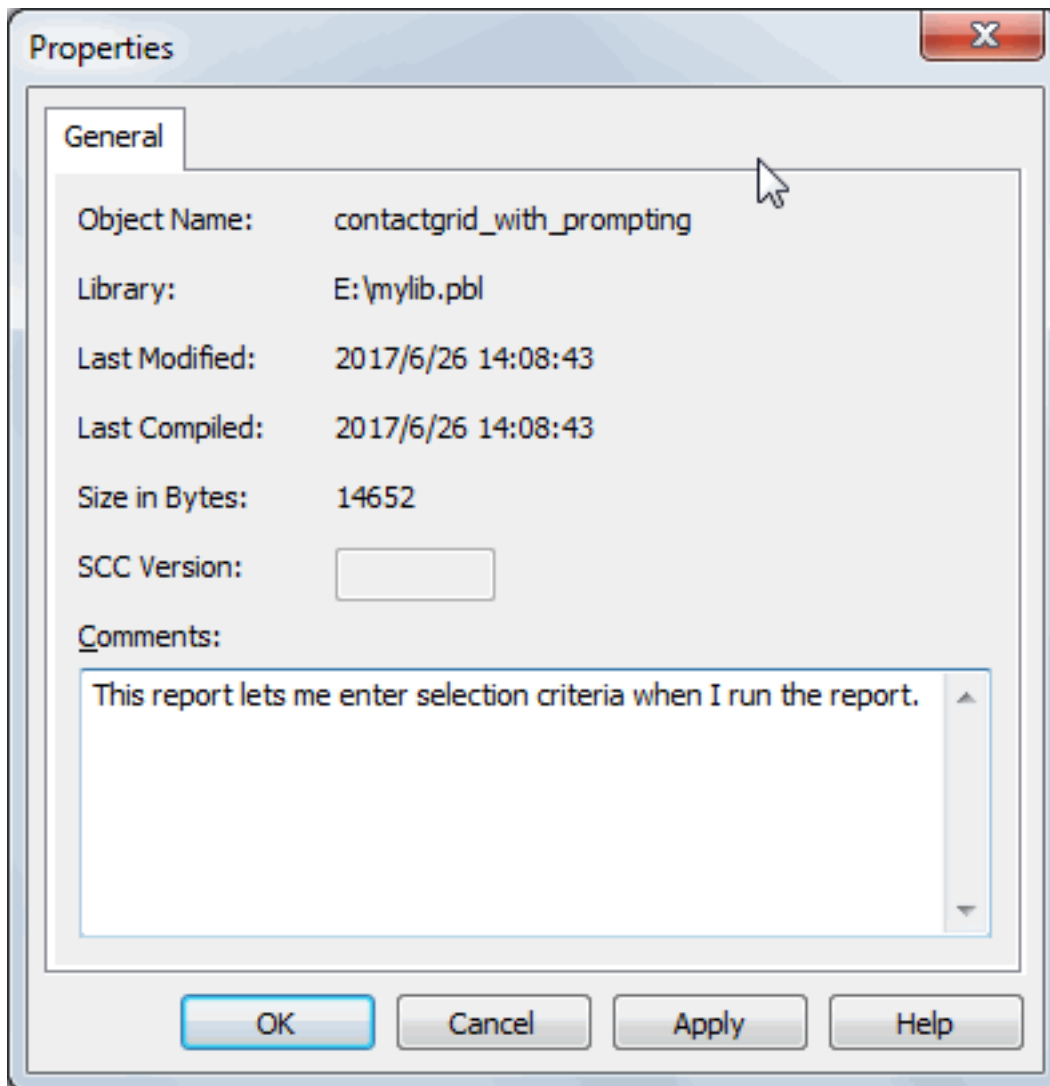 Properties
General
Object Name: contactgrid_with_prompting
Library: E:\mylib.pbl
Last Modified: 2017/6/26 14:08:43
Last Compiled: 2017/6/26 14:08:43
Size in Bytes: 14652
SCC Version:
Comments:
This report lets me enter selection criteria when I run the report.
OK Cancel Apply Help